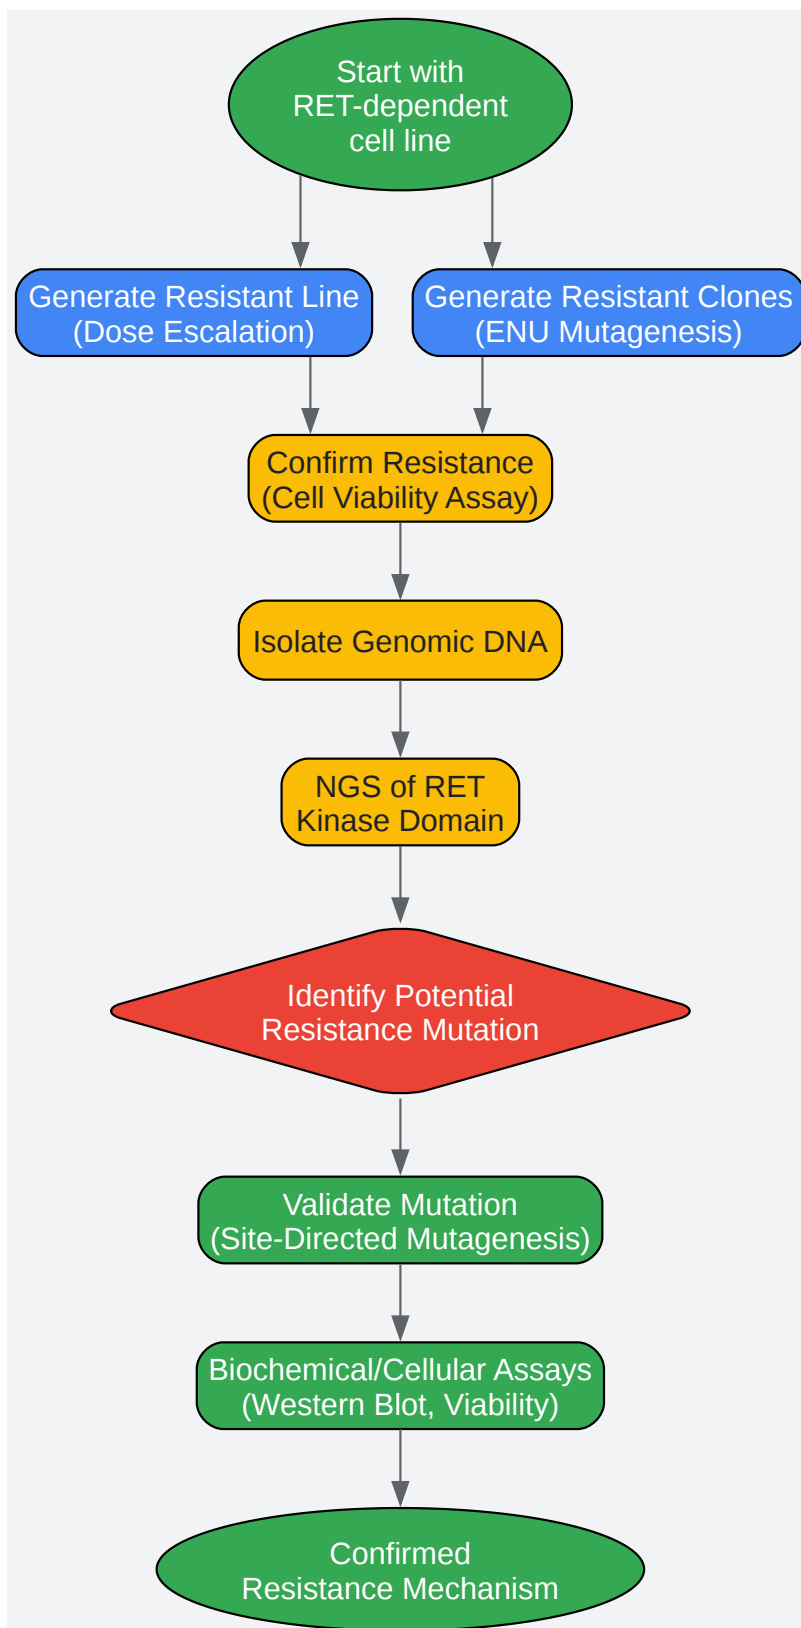 Start with
RET-dependent
cell line
Generate Resistant Line
(Dose Escalation)
Generate Resistant Clones
(ENU Mutagenesis)
Confirm Resistance
(Cell Viability Assay)
Isolate Genomic DNA
NGS of RET
Kinase Domain
Identify Potential
Resistance Mutation
Validate Mutation
(Site-Directed Mutagenesis)
Biochemical/Cellular Assays
(Western Blot, Viability)
Confirmed
Resistance Mechanism